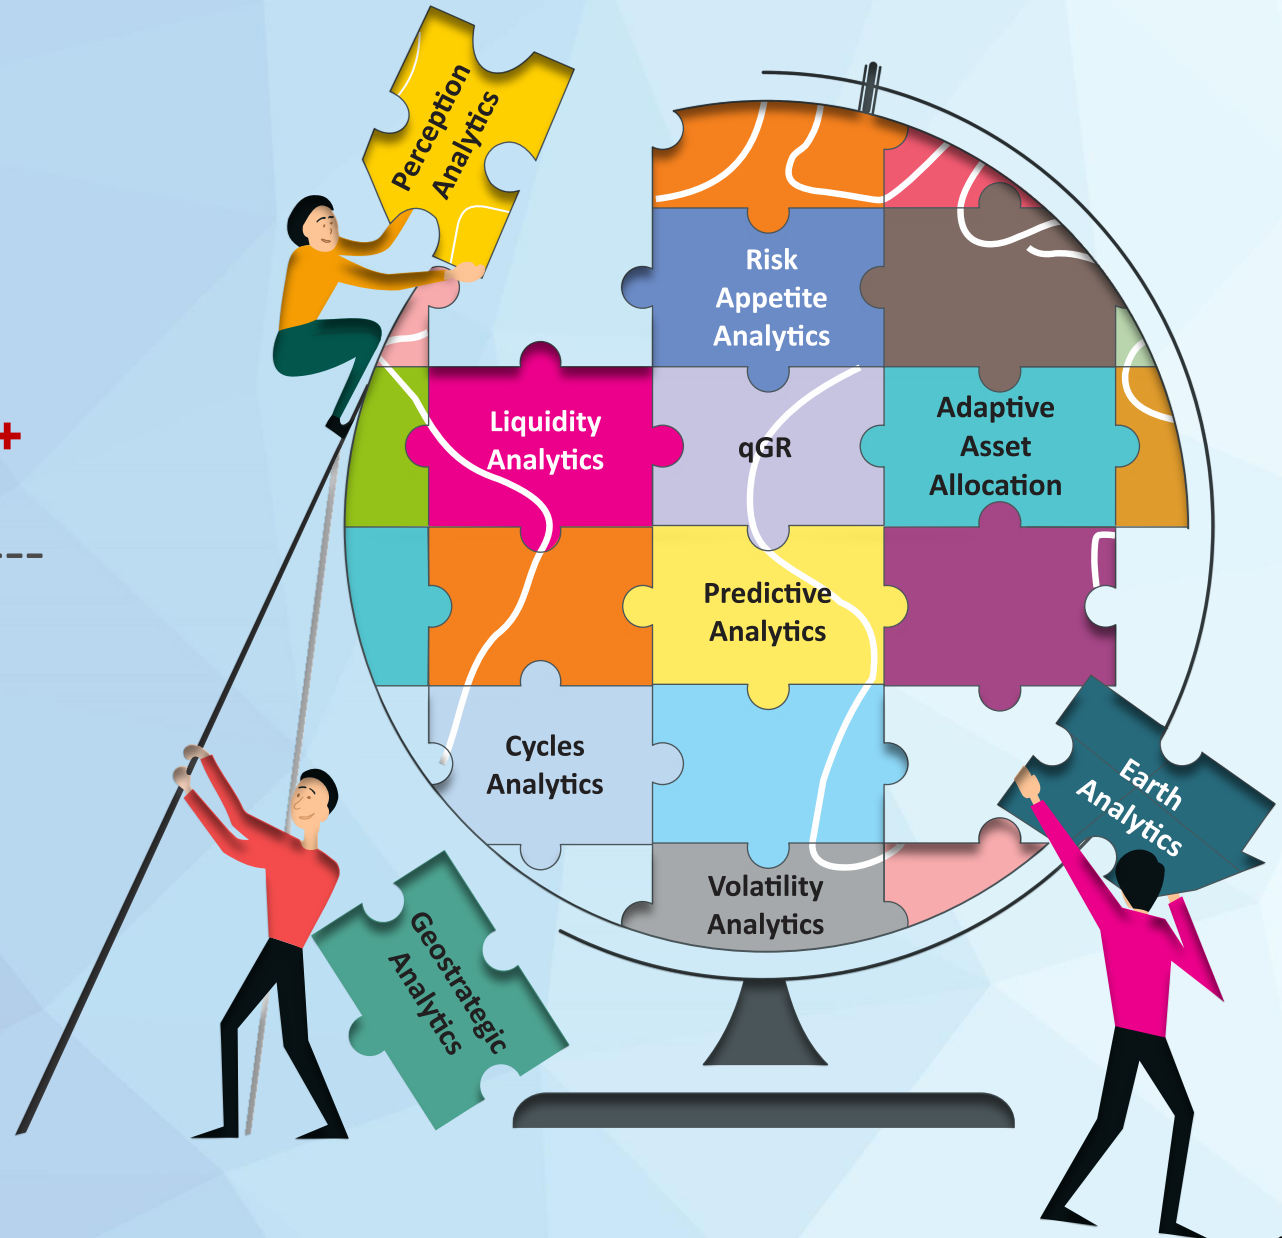 Perception
Analytics
Risk
Appetite
Analytics
Liquidity
Analytics
qGR
Adaptive
Asset
Allocation
+
---
Predictive
Analytics
Cycles
Analytics
Earth
Analytics
Volatility
Analytics
Geostrategic
Analytics